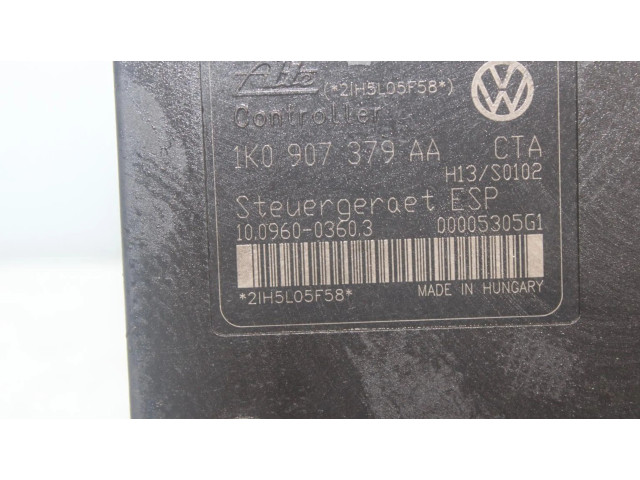 Ate (*2IH5L05F58*)
Controller
1K0 907 379 AA CTA
H13/S0102
Steuergeraet ESP
10.0960-0360.3 00005305G1
*2IH5L05F58* MADE IN HUNGARY